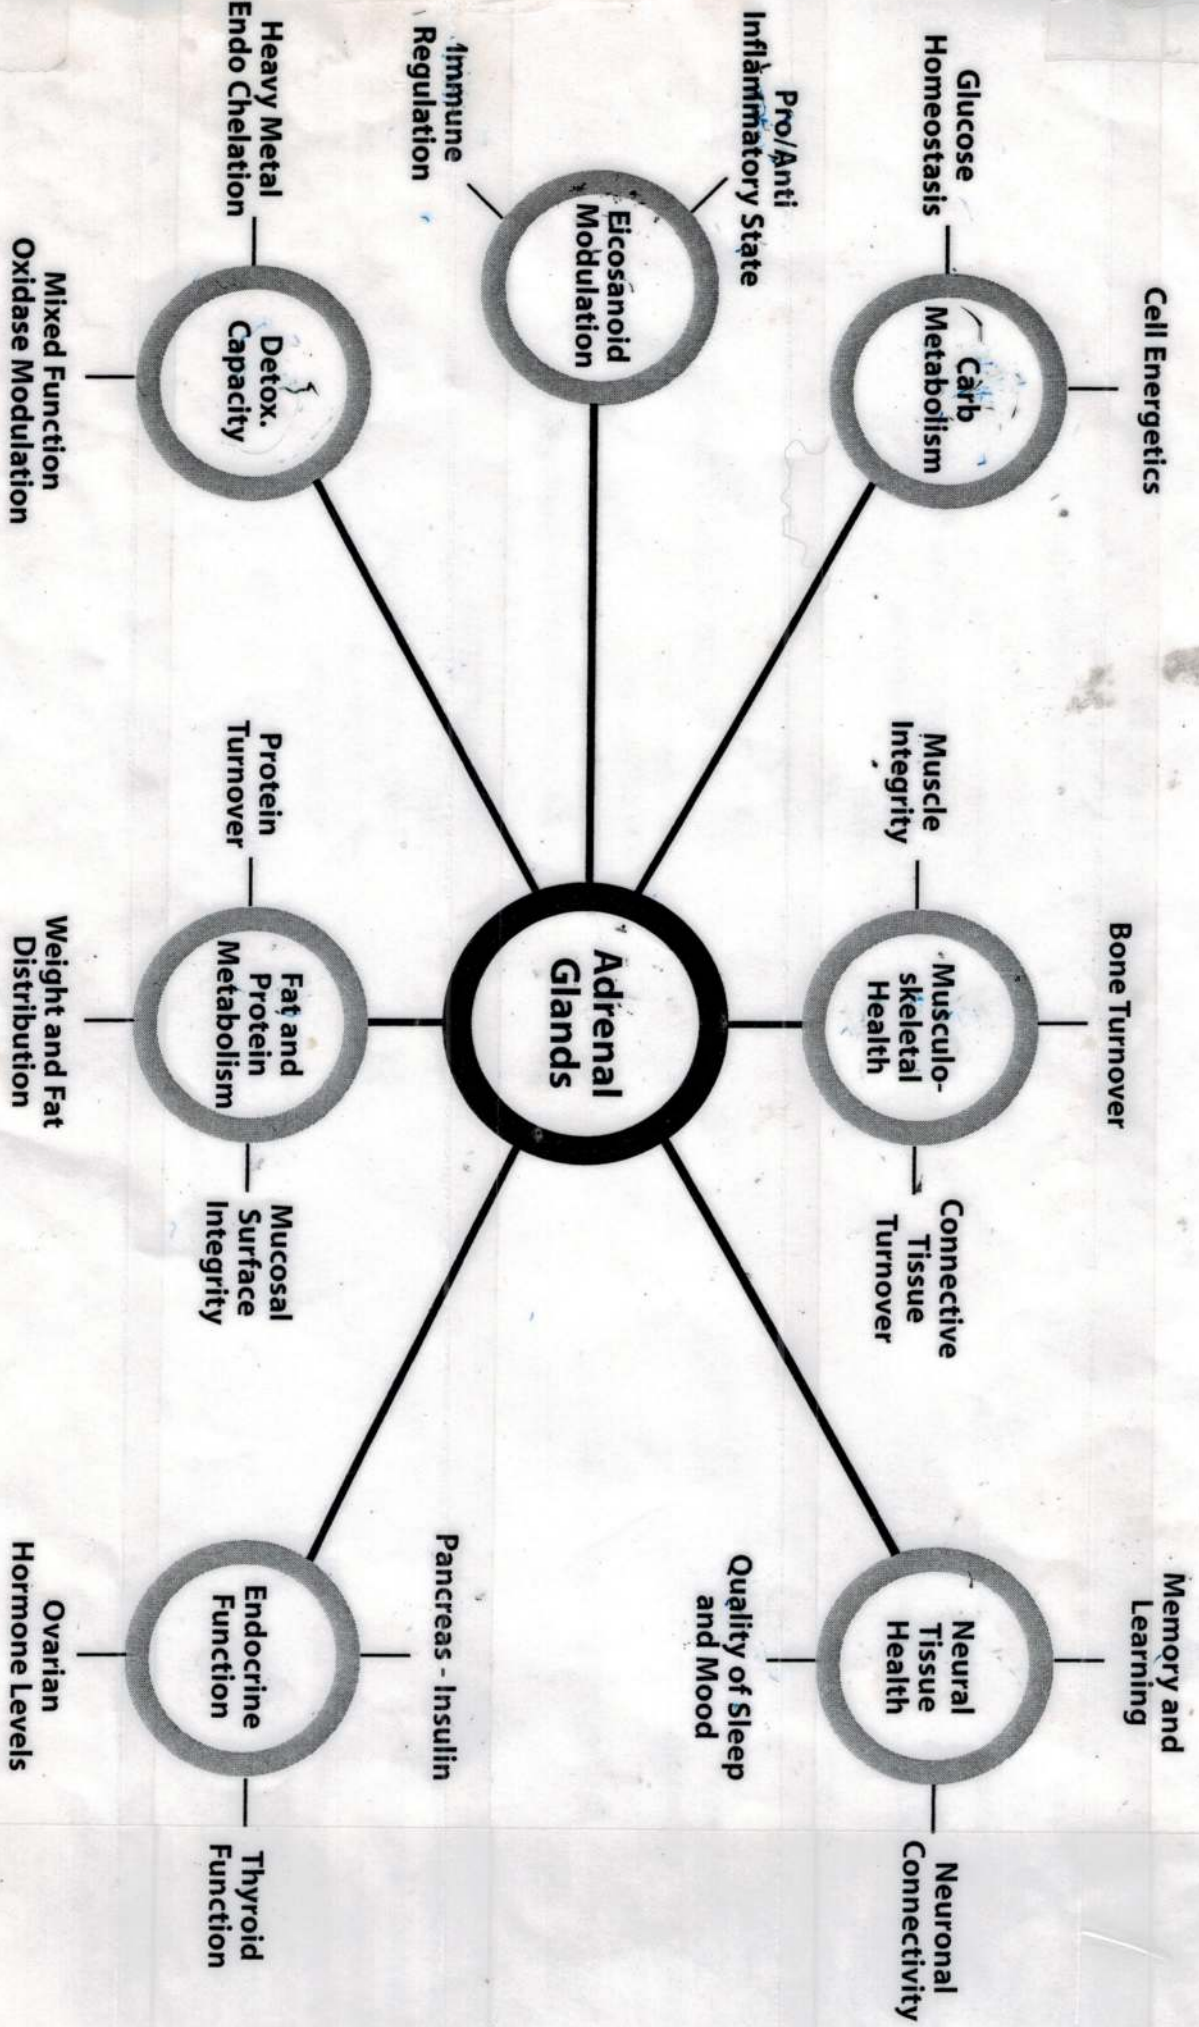 Cell Energetics
Bone Turnover
Memory and
Learning
Glucose
Homeostasis
Carb
Metabolism
Muscle
Integrity
Musculo-
skeletal
Health
Connective
Tissue
Turnover
Neural
Tissue
Health
Neuronal
Connectivity
Pro/Anti
Inflammatory State
Quality of Sleep
and Mood
Eicosanoid
Modulation
Adrenal
Glands
Immune
Regulation
Pancreas - Insulin
Heavy Metal
Endo Chelation
Detox.
Capacity
Protein
Turnover
Fat and
Protein
Metabolism
Mucosal
Surface
Integrity
Endocrine
Function
Thyroid
Function
Mixed Function
Oxidase Modulation
Weight and Fat
Distribution
Ovarian
Hormone Levels